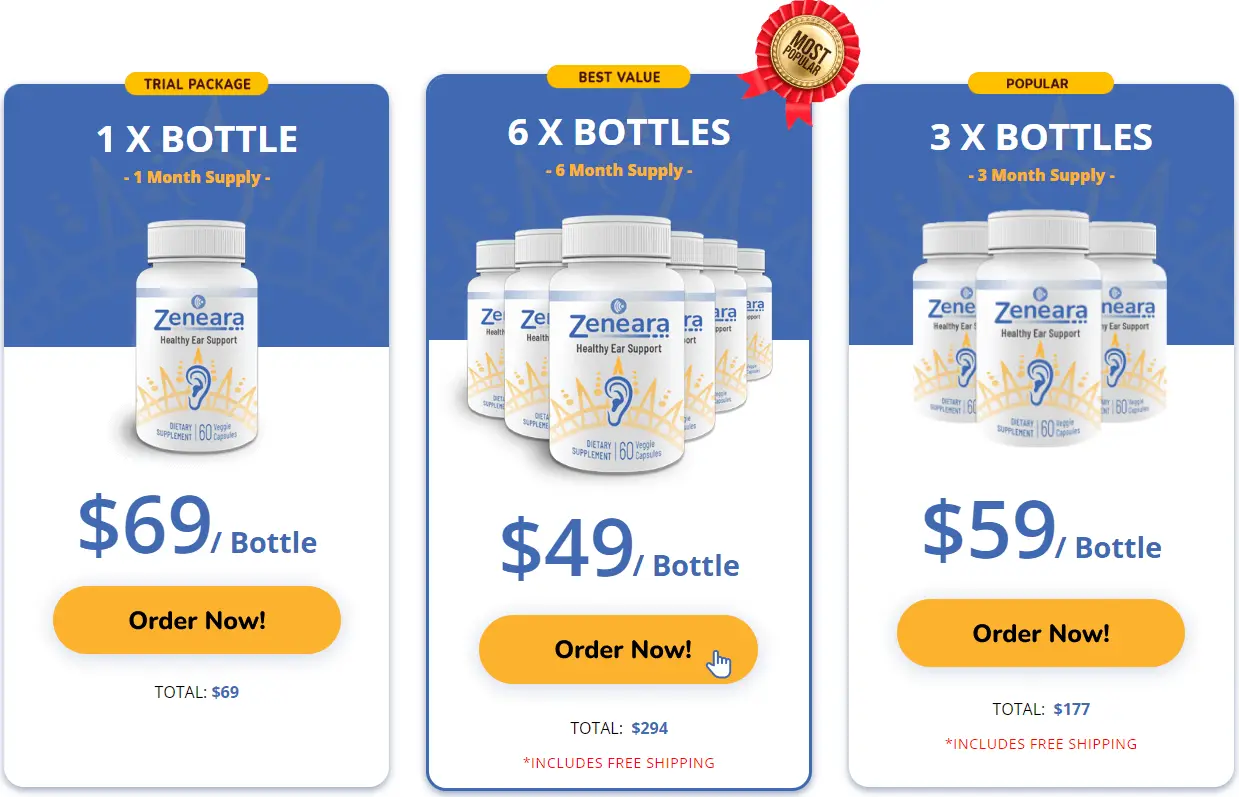 MOST
POPULAR
TRIAL PACKAGE
1 X BOTTLE
- 1 Month Supply -
Zeneara
Healthy Ear Support
DIETARY
SUPPLEMENT
60
Veggie
Capsules
$69/ Bottle
Order Now!
TOTAL: $69
BEST VALUE
6 X BOTTLES
- 6 Month Supply -
Zeneara
Healthy Ear Support
DIETARY
SUPPLEMENT
60
Veggie
Capsules
$49/ Bottle
Order Now!
TOTAL: $294
*INCLUDES FREE SHIPPING
POPULAR
3 X BOTTLES
- 3 Month Supply -
Zeneara
Healthy Ear Support
DIETARY
SUPPLEMENT
60
Veggie
Capsules
$59/ Bottle
Order Now!
TOTAL: $177
*INCLUDES FREE SHIPPING